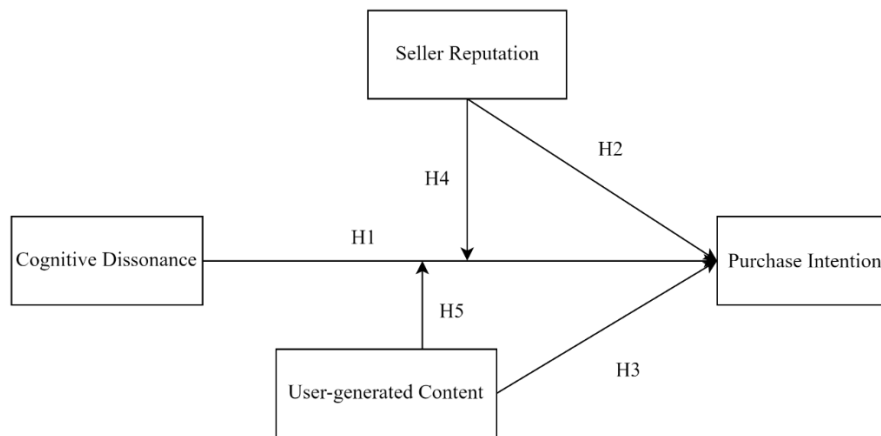 Seller Reputation
H2
H4
H1
Cognitive Dissonance
Purchase Intention
H5
H3
User-generated Content